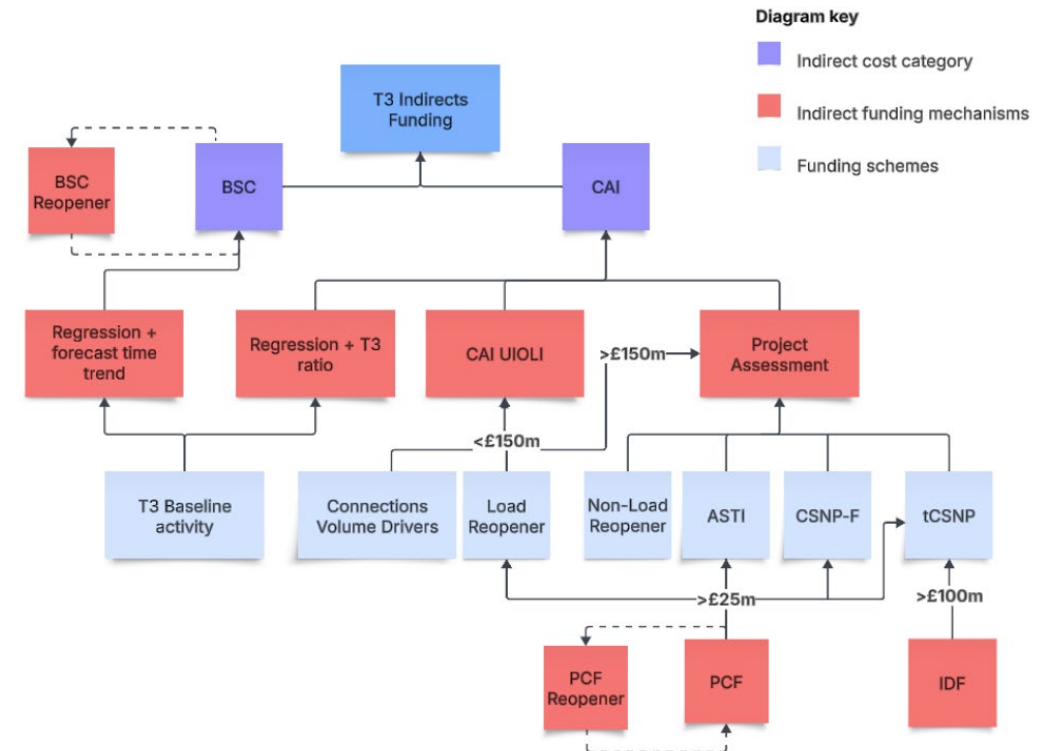 Diagram key
Indirect cost category
Indirect funding mechanisms
Funding schemes
T3 Indirects
Funding
BSC
Reopener
BSC
CAI
Regression +
forecast time
trend
Regression + T3
ratio
CAI UIOLI
>£150m
Project
Assessment
<£150m
T3 Baseline
activity
Connections
Volume Drivers
Load
Reopener
Non-Load
Reopener
ASTI
CSNP-F
tCSNP
>£25m
>£100m
PCF
Reopener
PCF
IDF